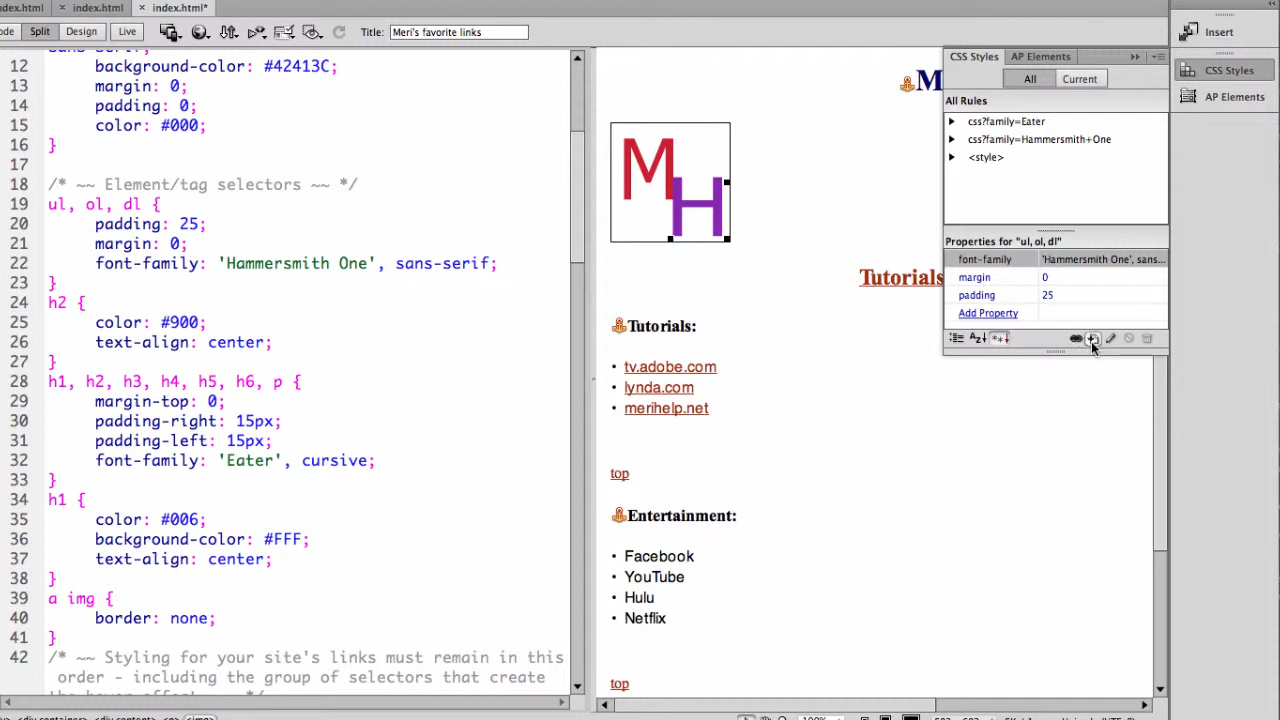 ndex.html × index.html × index.html*
ode Split Design Live Title: Meri's favorite links
sans-serif;
12 background-color: #42413C;
13 margin: 0;
14 padding: 0;
15 color: #000;
16 }
17
18 /* ~~ Element/tag selectors ~~ */
19 ul, ol, dl {
20 padding: 25;
21 margin: 0;
22 font-family: 'Hammersmith One', sans-serif;
23 }
24 h2 {
25 color: #900;
26 text-align: center;
27 }
28 h1, h2, h3, h4, h5, h6, p {
29 margin-top: 0;
30 padding-right: 15px;
31 padding-left: 15px;
32 font-family: 'Eater', cursive;
33 }
34 h1 {
35 color: #006;
36 background-color: #FFF;
37 text-align: center;
38 }
39 a img {
40 border: none;
41 }
42 /* ~~ Styling for your site's links must remain in this
order - including the group of selectors that create
M
MH
Tutorials
Tutorials:
• tv.adobe.com
• lynda.com
• merihelp.net
top
Entertainment:
• Facebook
• YouTube
• Hulu
• Netflix
top
CSS Styles AP Elements
All Current
All Rules
css?family=Eater
css?family=Hammersmith+One
<style>
Properties for "ul, ol, dl"
font-family 'Hammersmith One', sans...
margin 0
padding 25
Add Property
Insert
CSS Styles
AP Elements